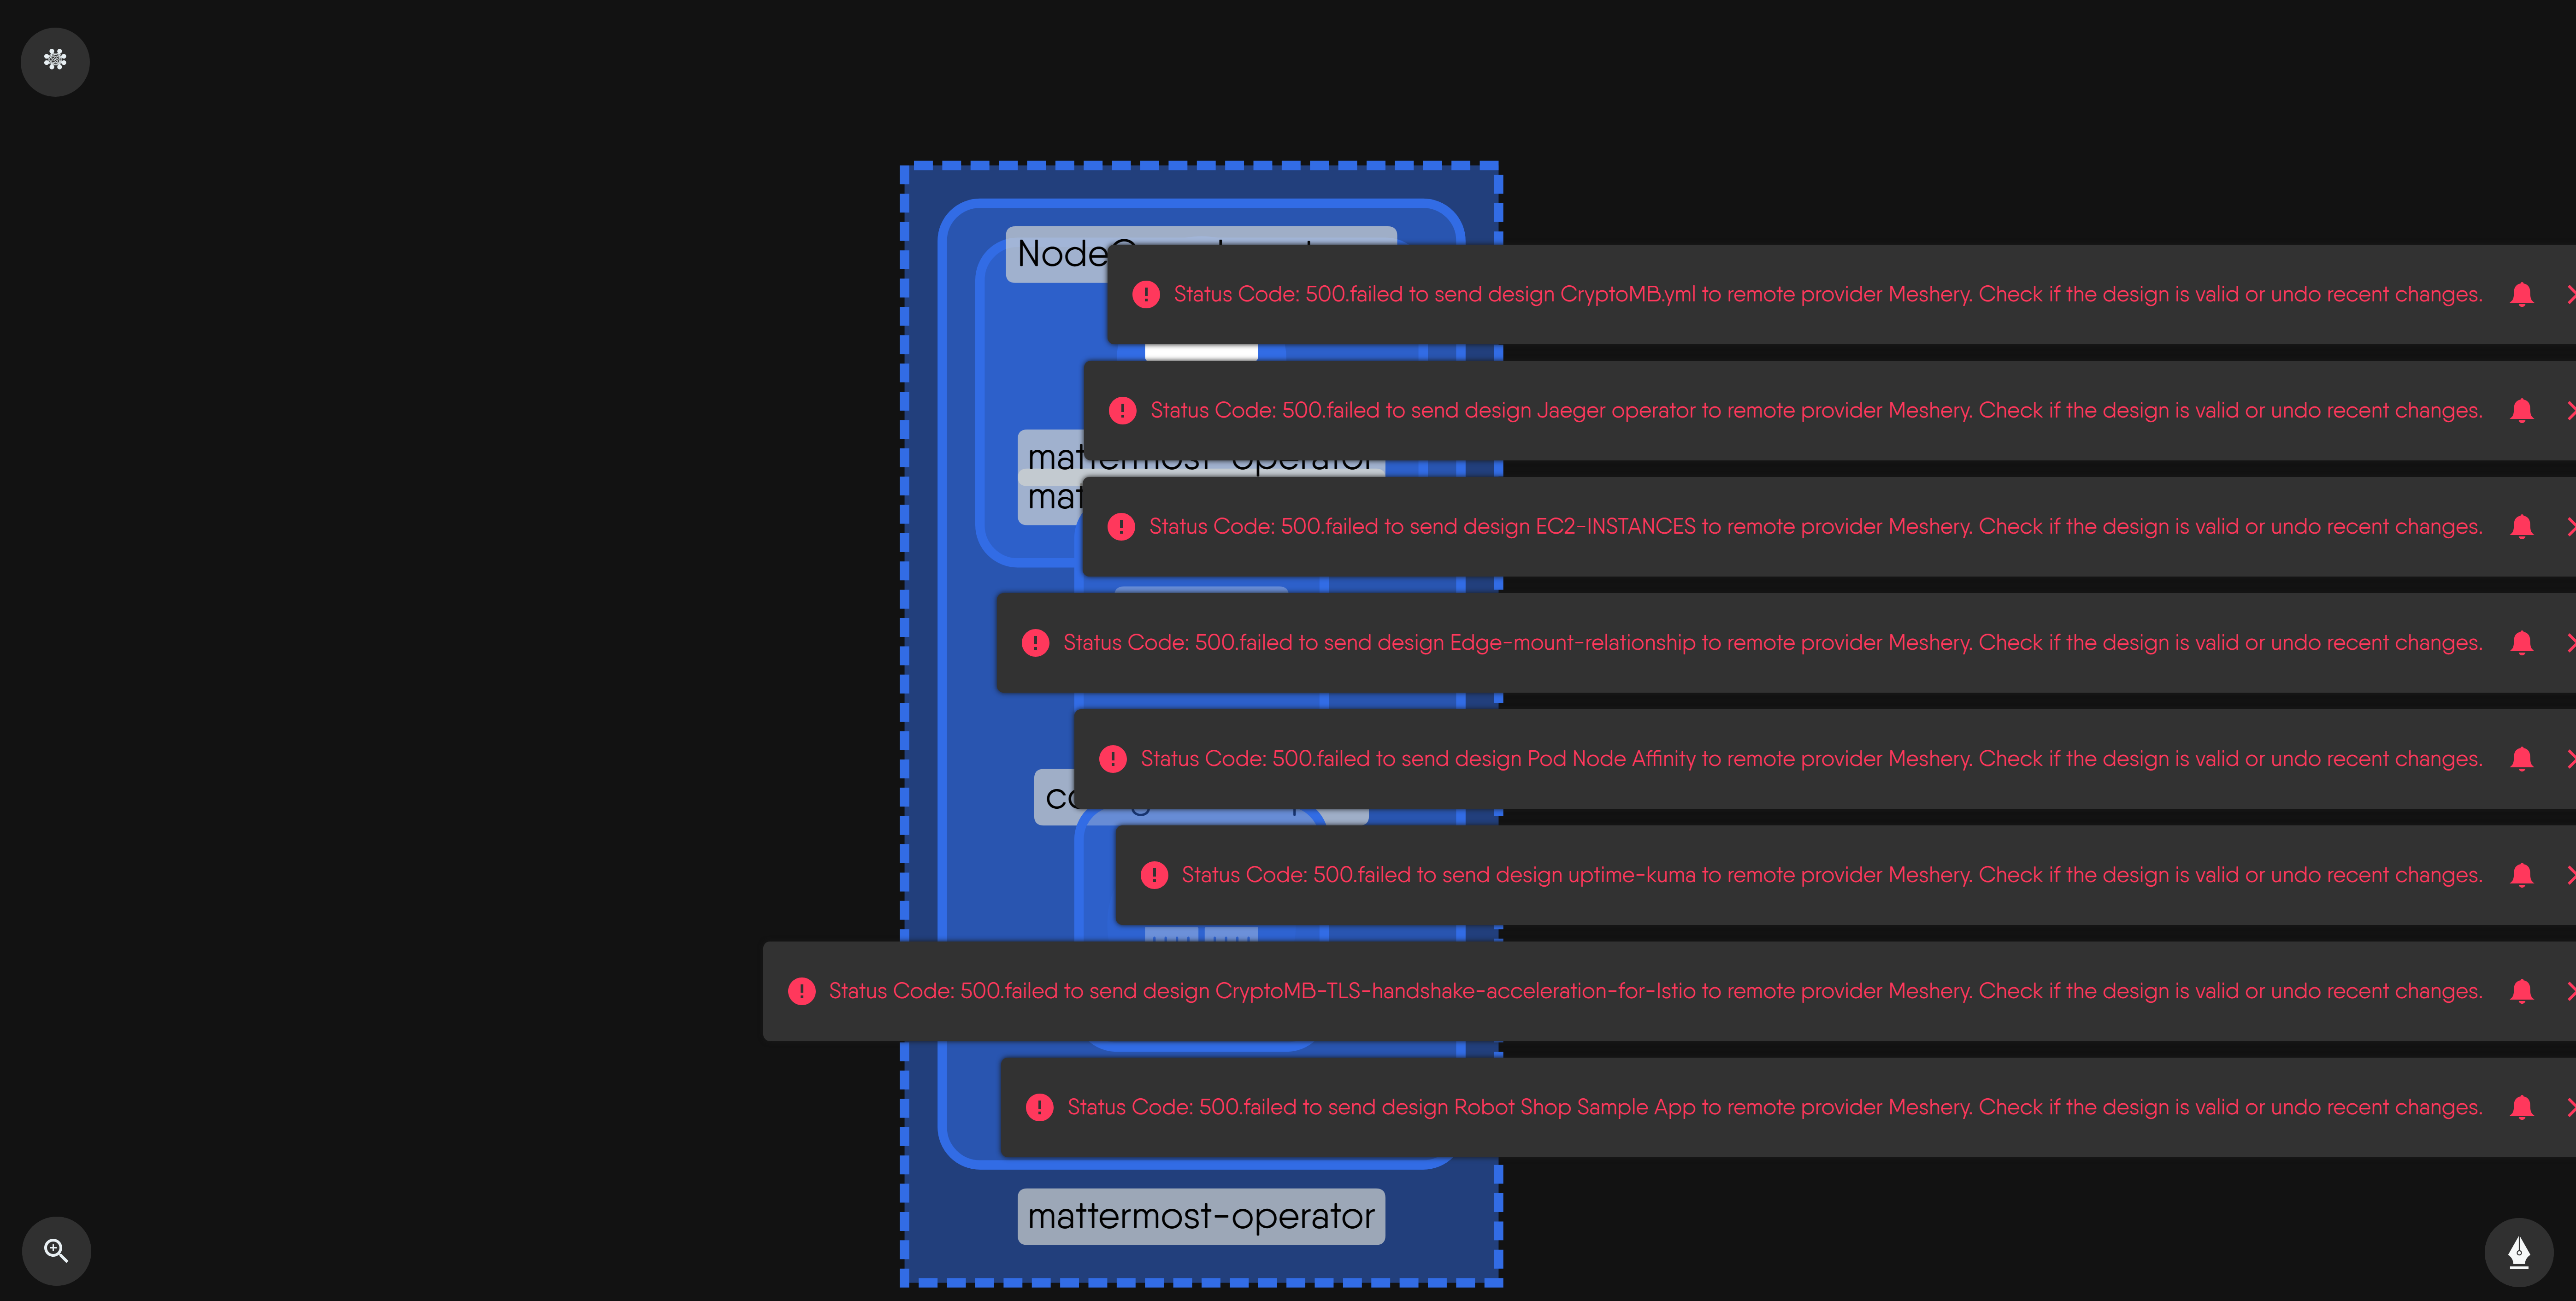 Status Code: 500.failed to send design CryptoMB.yml to remote provider Meshery. Check if the design is valid or undo recent changes.
Status Code: 500.failed to send design Jaeger operator to remote provider Meshery. Check if the design is valid or undo recent changes.
mattermost-operator
Status Code: 500.failed to send design EC2-INSTANCES to remote provider Meshery. Check if the design is valid or undo recent changes.
Status Code: 500.failed to send design Edge-mount-relationship to remote provider Meshery. Check if the design is valid or undo recent changes.
Status Code: 500.failed to send design Pod Node Affinity to remote provider Meshery. Check if the design is valid or undo recent changes.
Status Code: 500.failed to send design uptime-kuma to remote provider Meshery. Check if the design is valid or undo recent changes.
Status Code: 500.failed to send design CryptoMB-TLS-handshake-acceleration-for-Istio to remote provider Meshery. Check if the design is valid or undo recent changes.
Status Code: 500.failed to send design Robot Shop Sample App to remote provider Meshery. Check if the design is valid or undo recent changes.
mattermost-operator